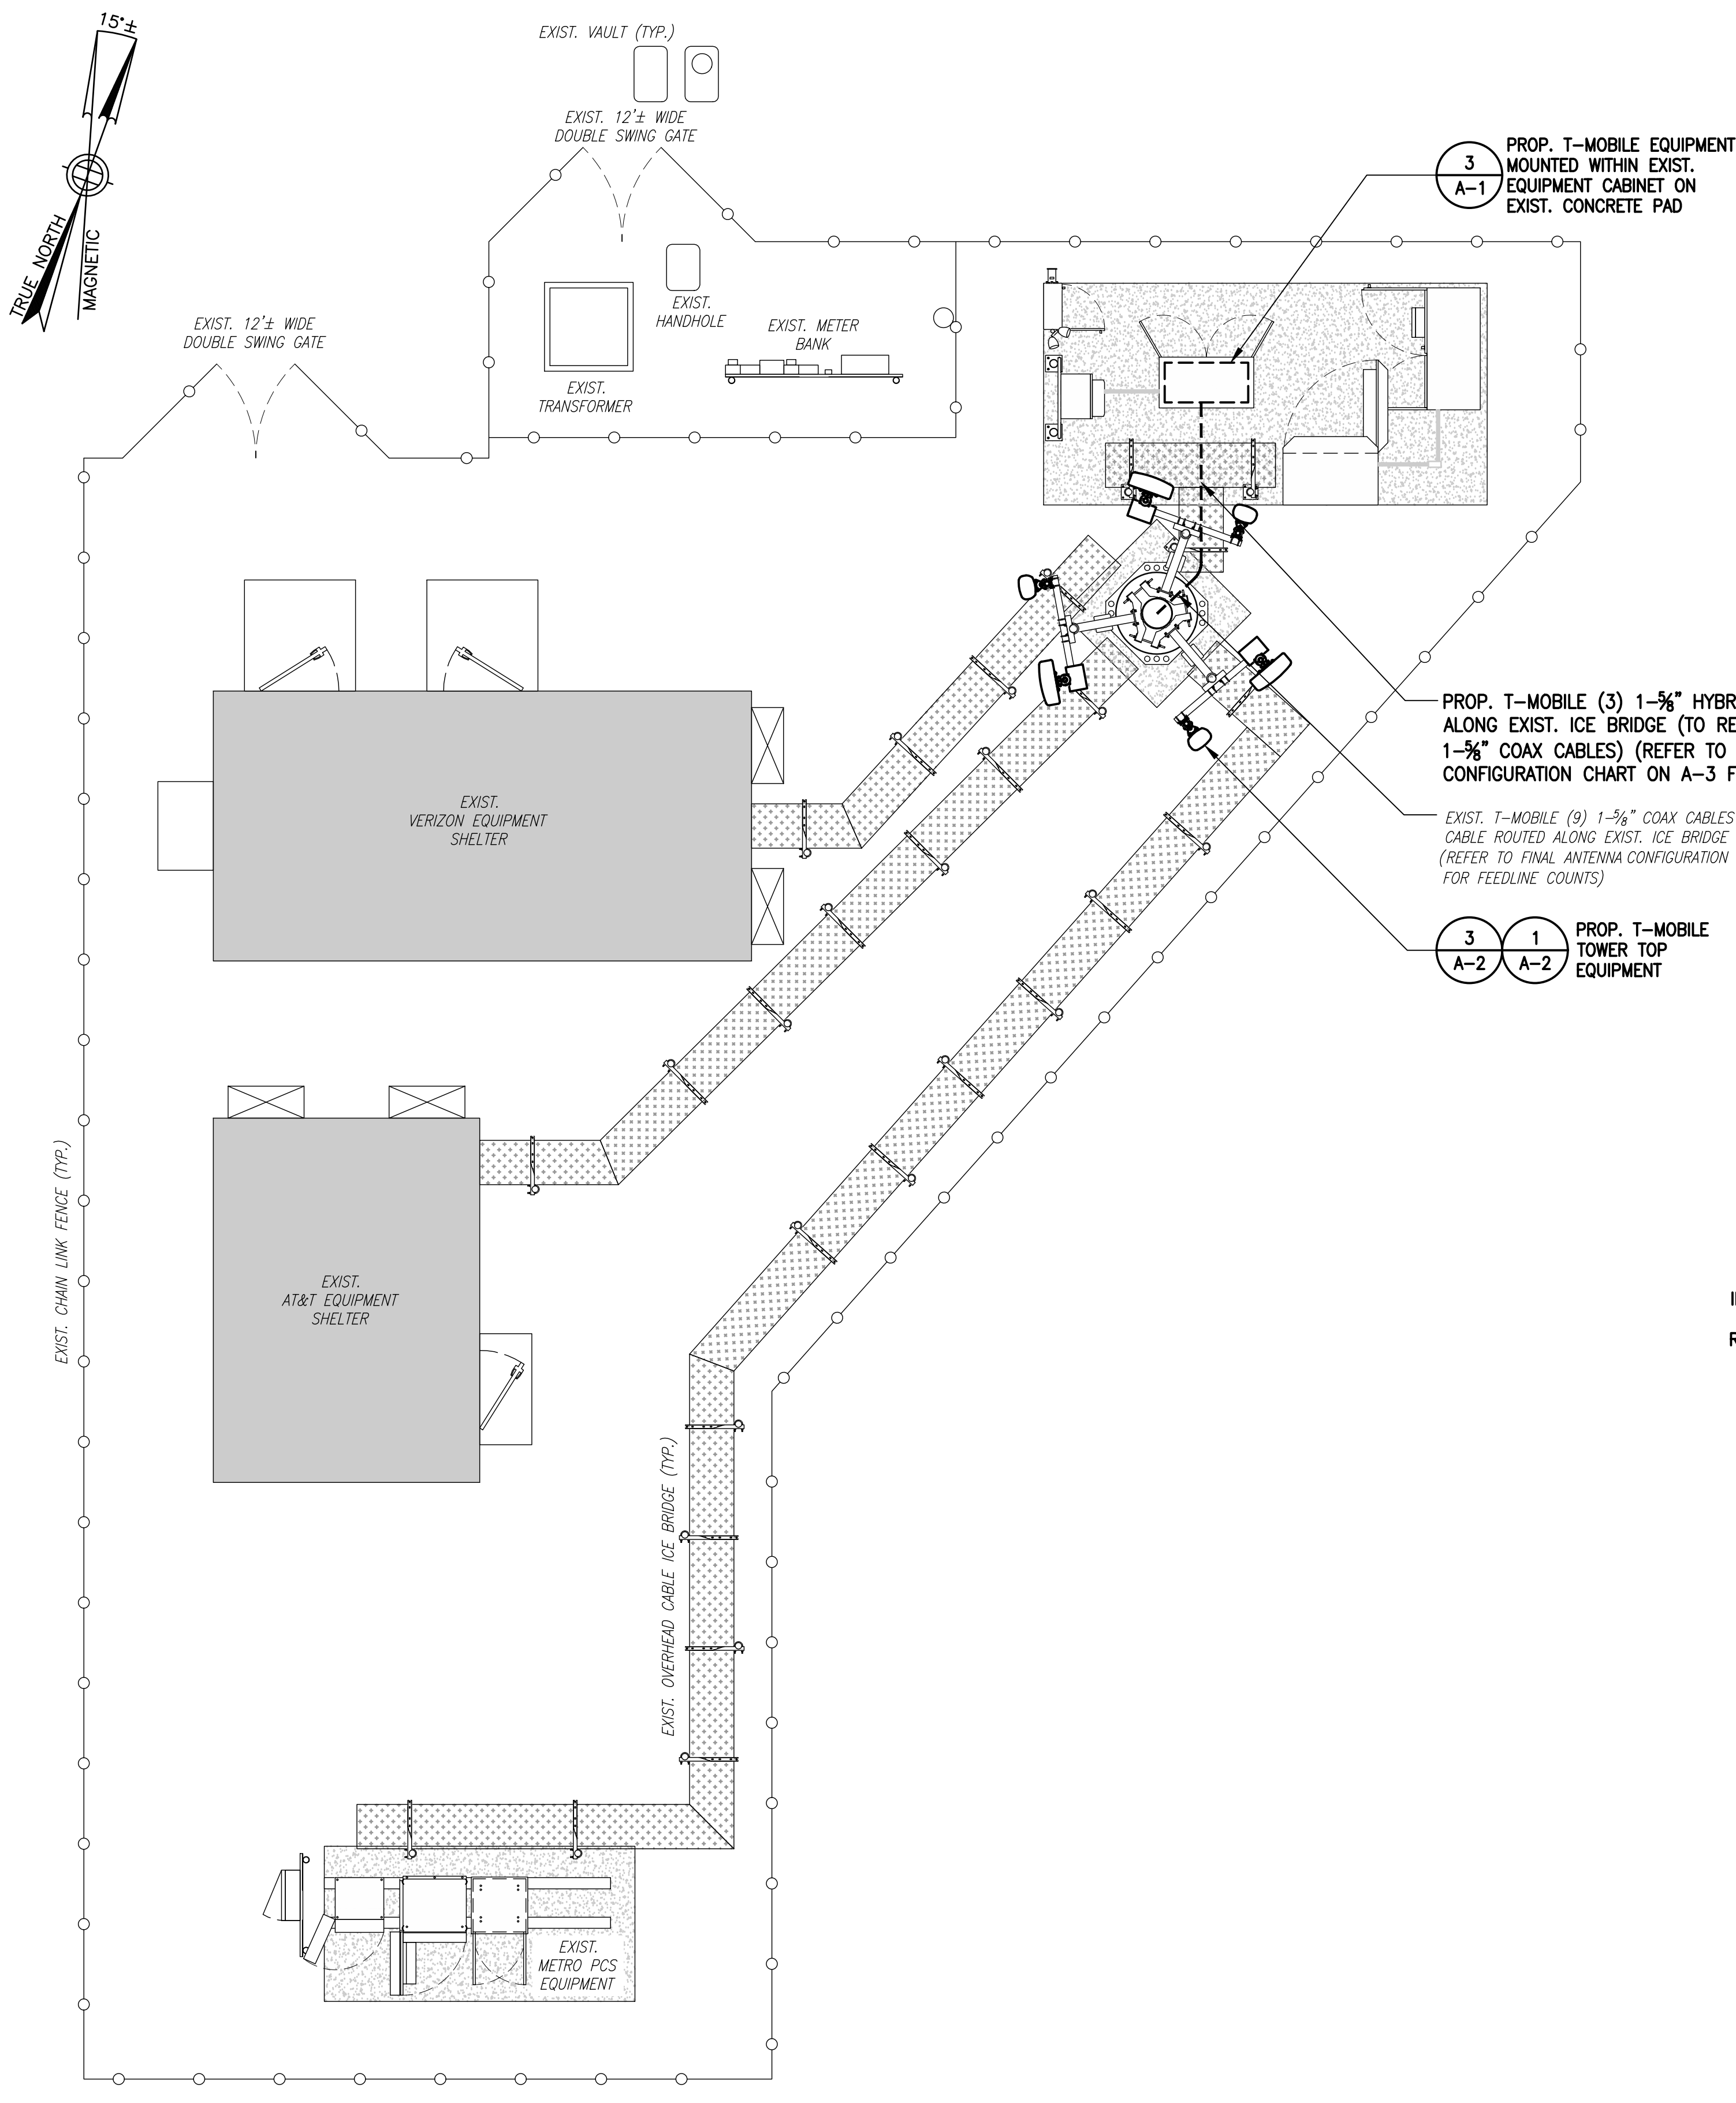 15°±
TRUE NORTH
MAGNETIC
EXIST. VAULT (TYP.)
EXIST. 12'± WIDE
DOUBLE SWING GATE
EXIST. 12'± WIDE
DOUBLE SWING GATE
EXIST.
HANDHOLE
EXIST. METER
BANK
EXIST.
TRANSFORMER
3
A-1
PROP. T-MOBILE EQUIPMENT
MOUNTED WITHIN EXIST.
EQUIPMENT CABINET ON
EXIST. CONCRETE PAD
PROP. T-MOBILE (3) 1-5/8" HYBR
ALONG EXIST. ICE BRIDGE (TO RE
1-5/8" COAX CABLES) (REFER TO
CONFIGURATION CHART ON A-3 F
EXIST. T-MOBILE (9) 1-5/8" COAX CABLES
CABLE ROUTED ALONG EXIST. ICE BRIDGE
(REFER TO FINAL ANTENNA CONFIGURATION
FOR FEEDLINE COUNTS)
3
A-2
1
A-2
PROP. T-MOBILE
TOWER TOP
EQUIPMENT
EXIST.
VERIZON EQUIPMENT
SHELTER
EXIST. CHAIN LINK FENCE (TYP.)
EXIST.
AT&T EQUIPMENT
SHELTER
EXIST. OVERHEAD CABLE ICE BRIDGE (TYP.)
EXIST.
METRO PCS
EQUIPMENT